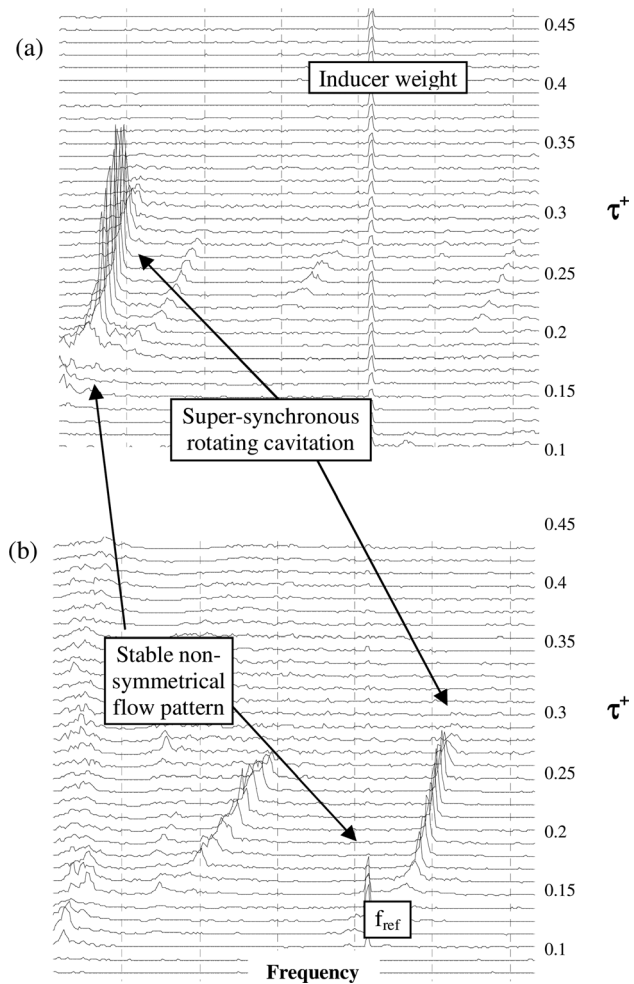 (a)
Inducer weight
0.45
0.4
0.35
0.3
τ⁺
0.25
0.2
0.15
0.1
Super-synchronous
rotating cavitation
(b)
0.45
0.4
0.35
Stable non-
symmetrical
flow pattern
0.3
τ⁺
0.25
0.2
0.15
f_ref
0.1
Frequency